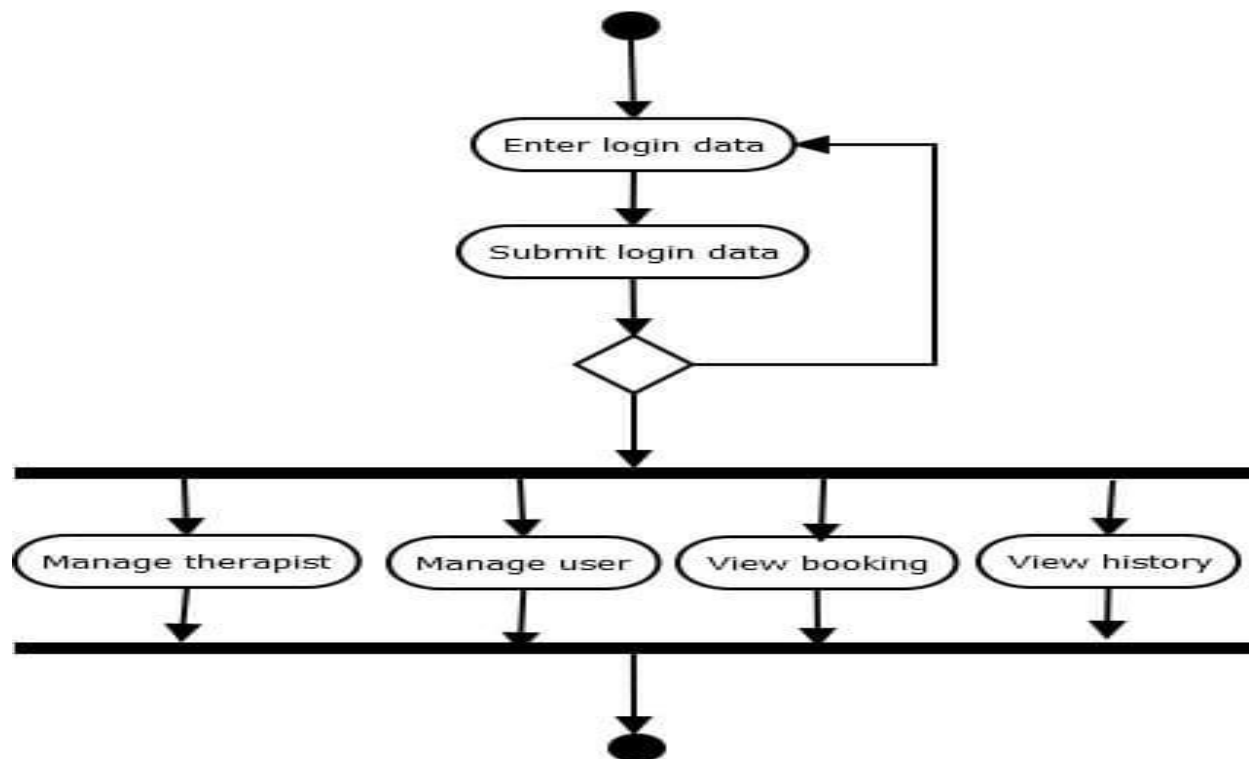 Enter login data
Submit login data
Manage therapist
Manage user
View booking
View history